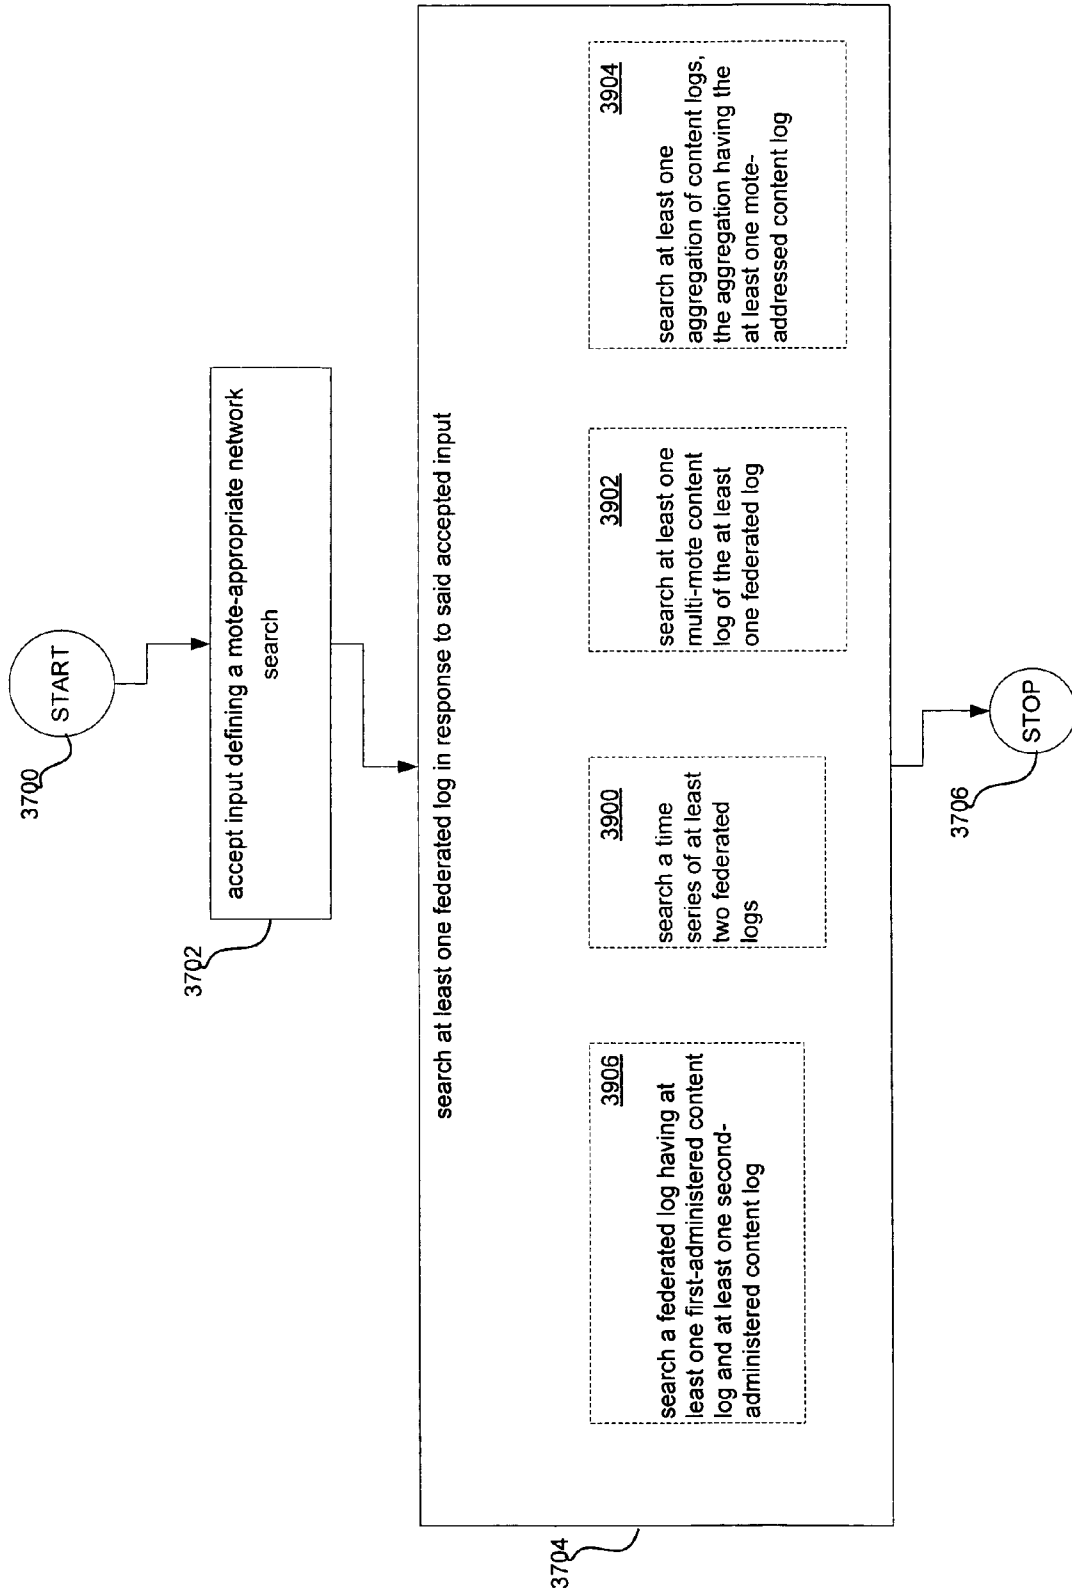 3700
START
3702
accept input defining a mote-appropriate network
search
3704
search at least one federated log in response to said accepted input
3906
search a federated log having at
least one first-administered content
log and at least one second-
administered content log
3900
search a time
series of at least
two federated
logs
3902
search at least one
multi-mote content
log of the at least
one federated log
3904
search at least one
aggregation of content logs,
the aggregation having the
at least one mote-
addressed content log
3706
STOP